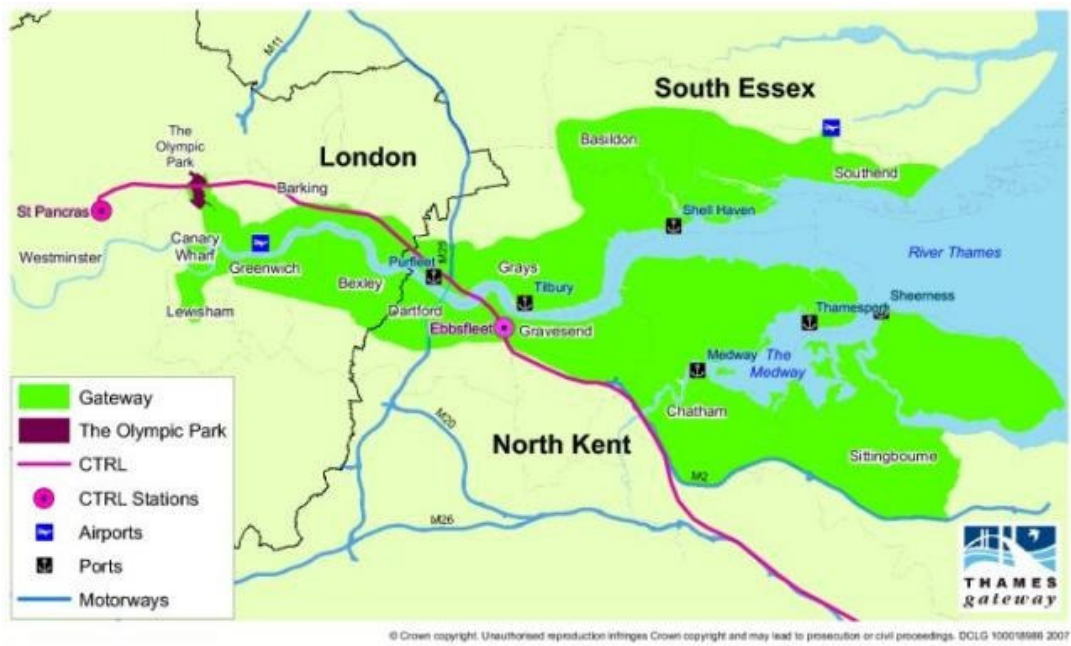 M11
South Essex
The
Olympic
Park
London
Basildon
Southend
Barking
St Pancras
Shell Haven
Canary
Wharf
Westminster
Greenwich
River Thames
M25
Purfleet
Grays
Bexley
Tilbury
Sheerness
Thamesport
Lewisham
Dartford
Ebbsfleet
Gravesend
Medway
The
Medway
Chatham
M20
North Kent
Sittingbourne
M2
M26
Gateway
The Olympic Park
CTRL
CTRL Stations
Airports
Ports
Motorways
THAMES
gateway
© Crown copyright. Unauthorised reproduction infringes Crown copyright and may lead to prosecution or civil proceedings. DCLG 100018986 2007